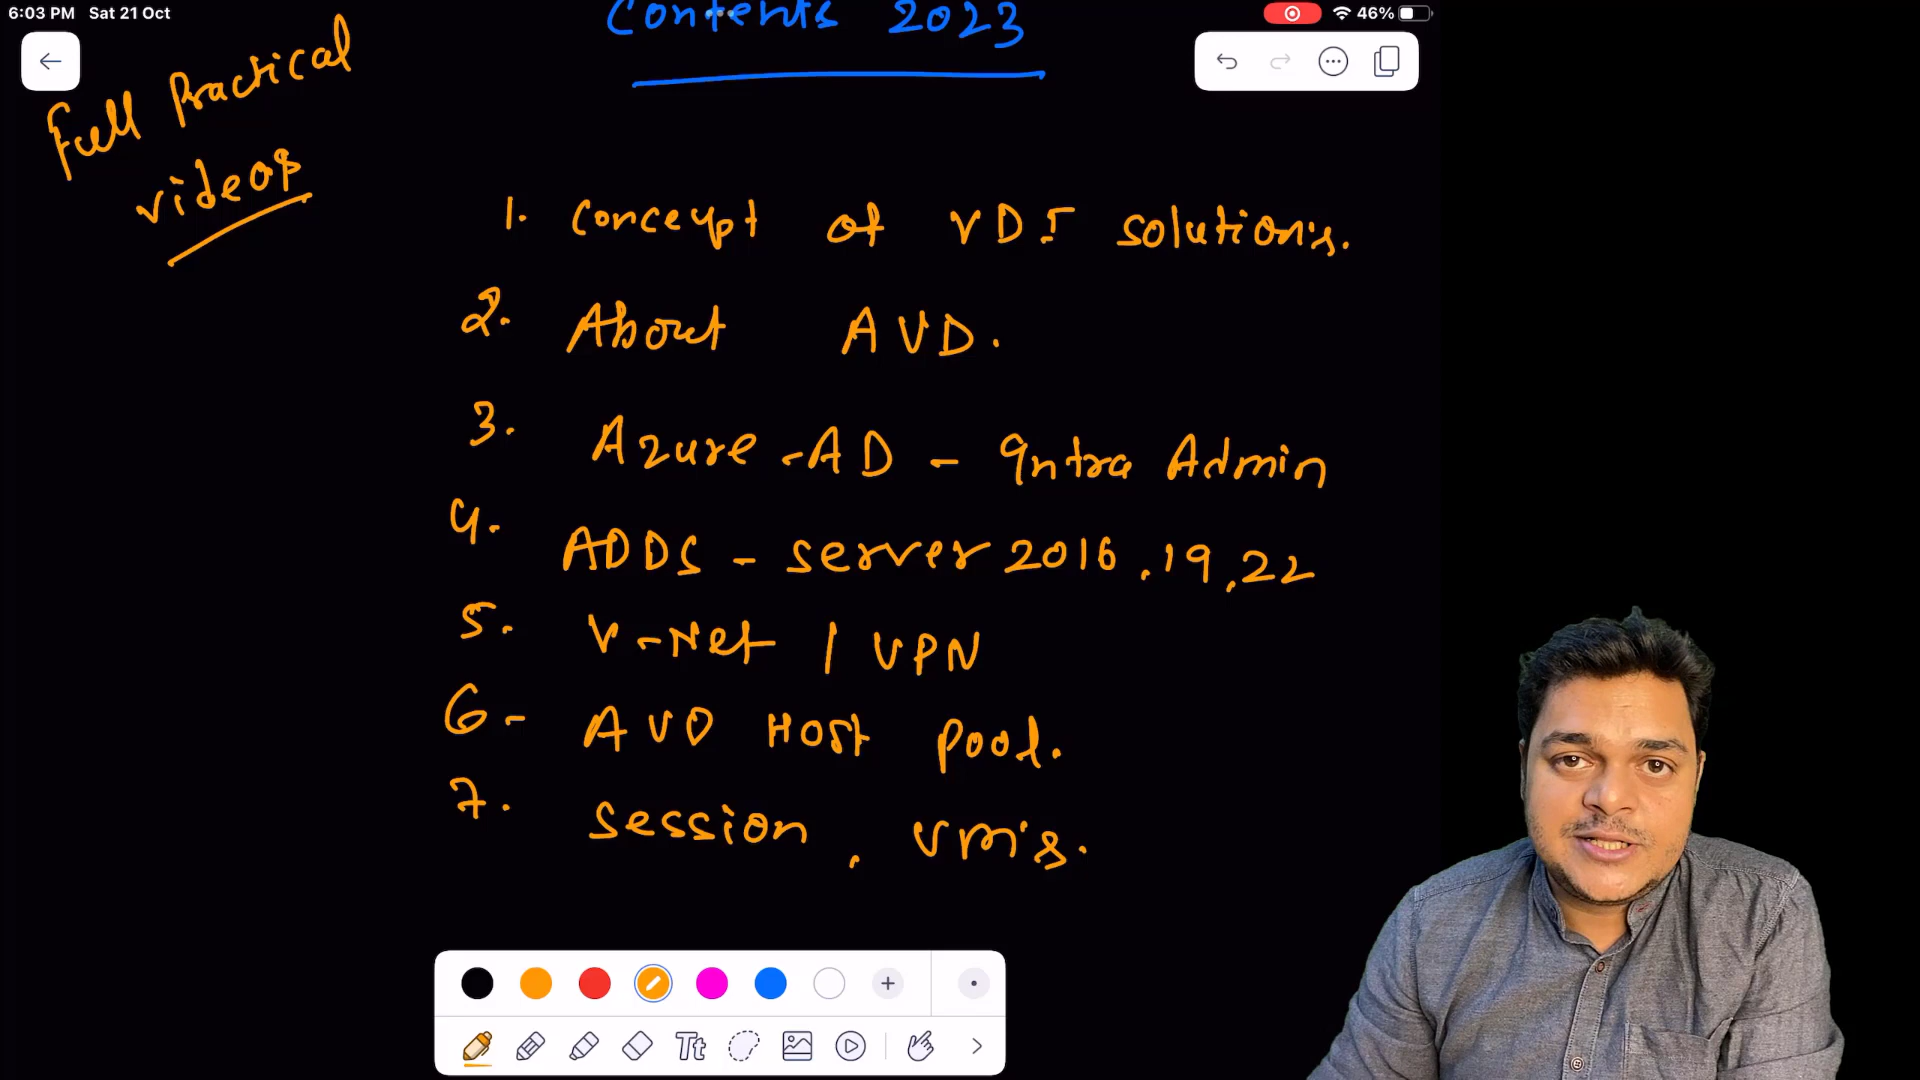 6:03 PM Sat 21 Oct
46%
Contents 2023
Full Practical
videos
1. Concept of VDI solution's.
2. About AVD.
3. Azure -AD - Intra Admin
4. ADDS - server 2016,19,22
5. V-Net | VPN
6- AVD Host pool.
7. Session, Vm's.
Tt